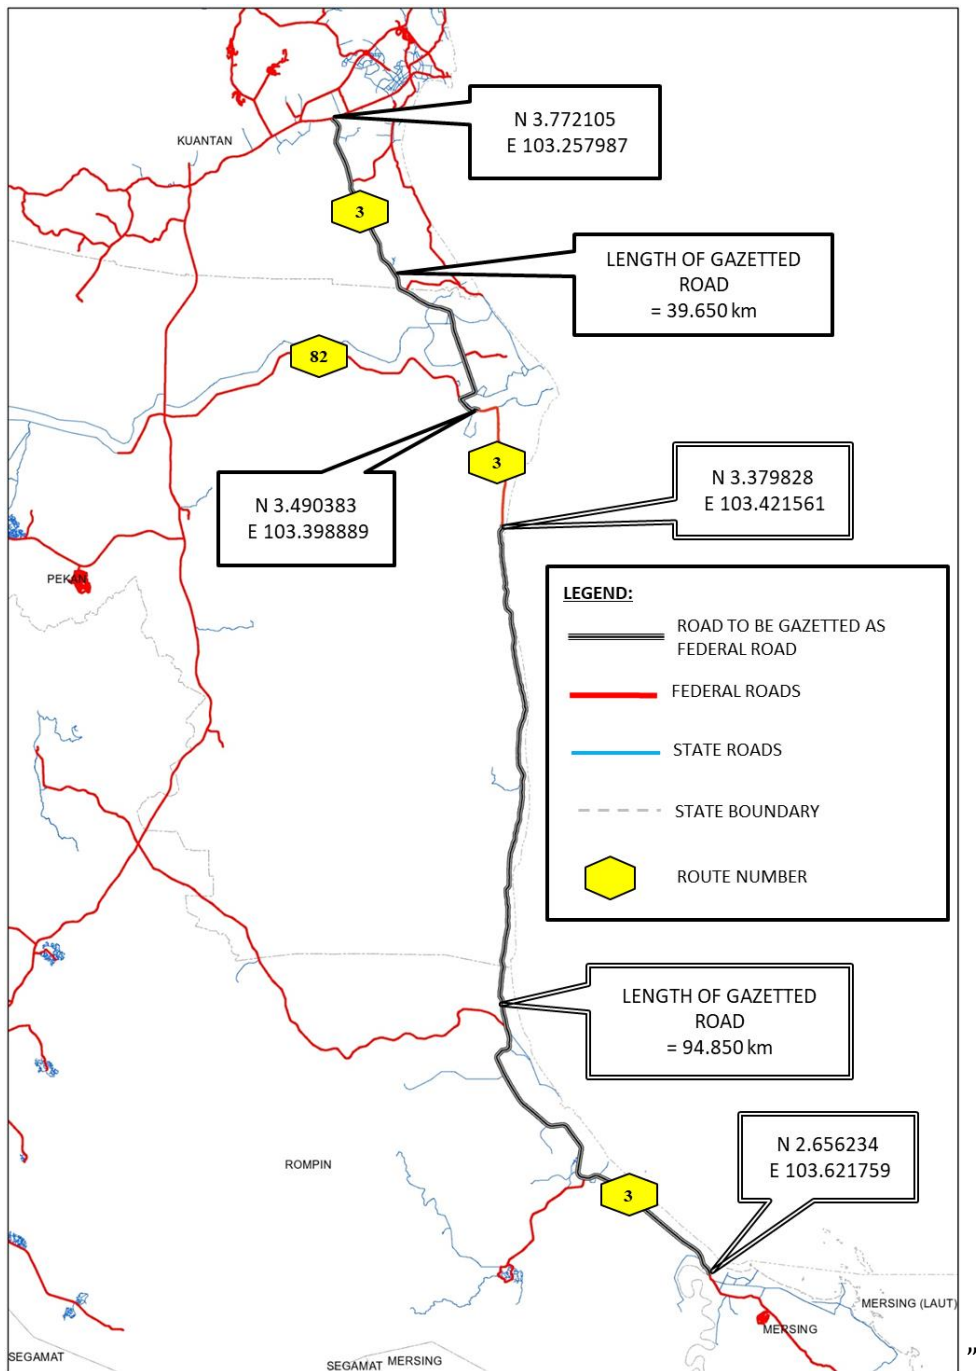 N 3.772105
E 103.257987
KUANTAN
3
LENGTH OF GAZETTED
ROAD
= 39.650 km
82
3
N 3.379828
E 103.421561
N 3.490383
E 103.398889
PEKAN
LEGEND:
ROAD TO BE GAZETTED AS
FEDERAL ROAD
FEDERAL ROADS
STATE ROADS
STATE BOUNDARY
ROUTE NUMBER
LENGTH OF GAZETTED
ROAD
= 94.850 km
N 2.656234
E 103.621759
ROMPIN
3
MERSING (LAUT)
MERSING
SEGAMAT
SEGAMAT
MERSING
”